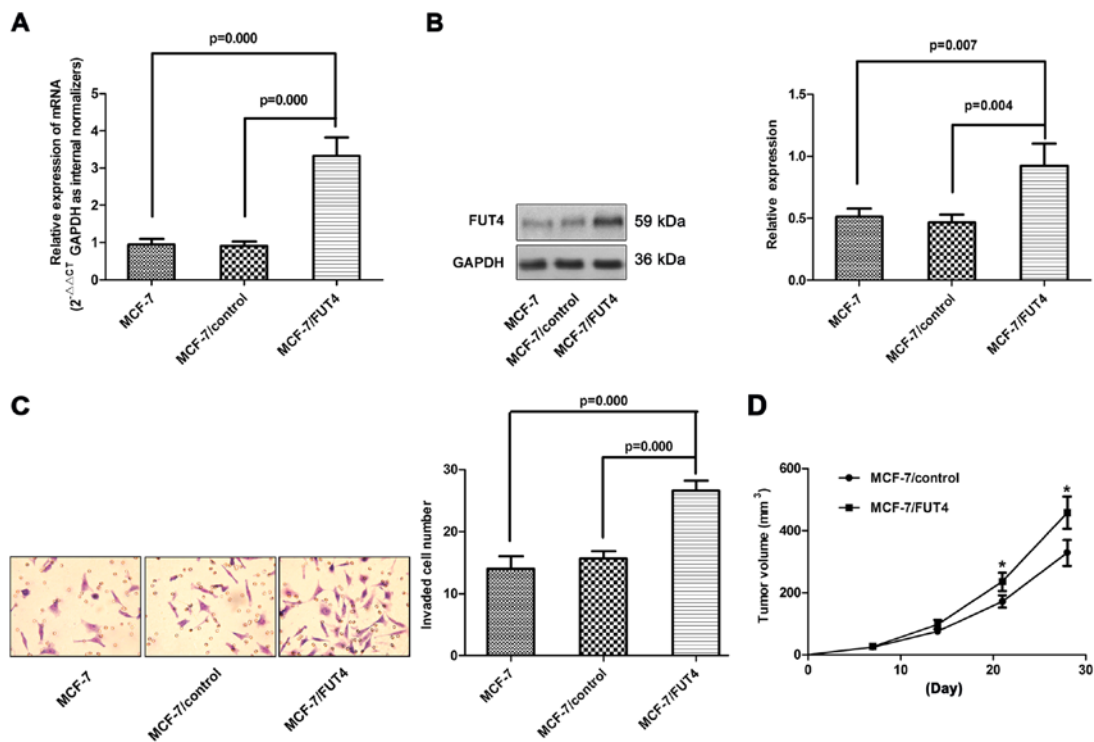 A
p=0.000
p=0.000
Relative expression of mRNA
(2-△△CT GAPDH as internal normalizers)
5
4
3
2
1
0
MCF-7
MCF-7/control
MCF-7/FUT4
B
FUT4
59 kDa
GAPDH
36 kDa
MCF-7
MCF-7/control
MCF-7/FUT4
p=0.007
p=0.004
Relative expression
1.5
1.0
0.5
0.0
MCF-7
MCF-7/control
MCF-7/FUT4
C
MCF-7
MCF-7/control
MCF-7/FUT4
p=0.000
p=0.000
Invaded cell number
30
20
10
0
MCF-7
MCF-7/control
MCF-7/FUT4
D
MCF-7/control
MCF-7/FUT4
Tumor volume (mm3)
600
400
200
0
*
*
0
10
20
30
(Day)